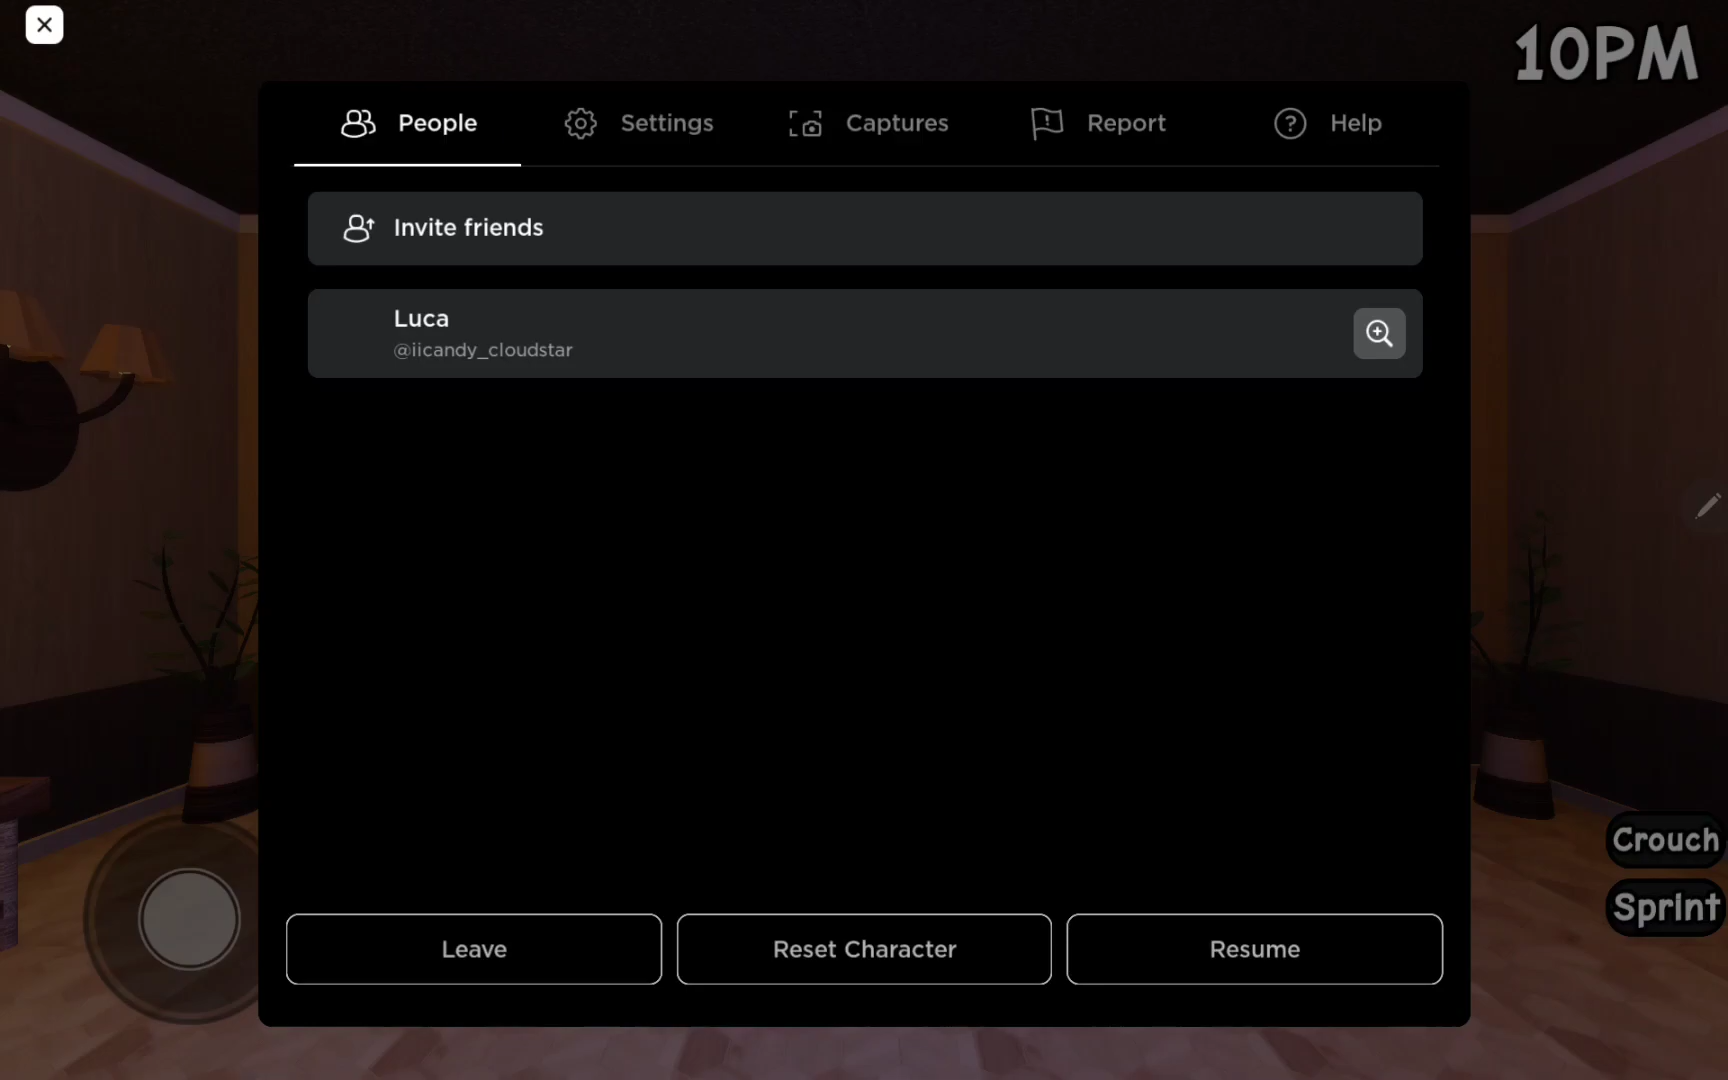 10PM
People
Settings
Captures
Report
Help
Invite friends
Luca
@iicandy_cloudstar
Crouch
Sprint
Leave
Reset Character
Resume